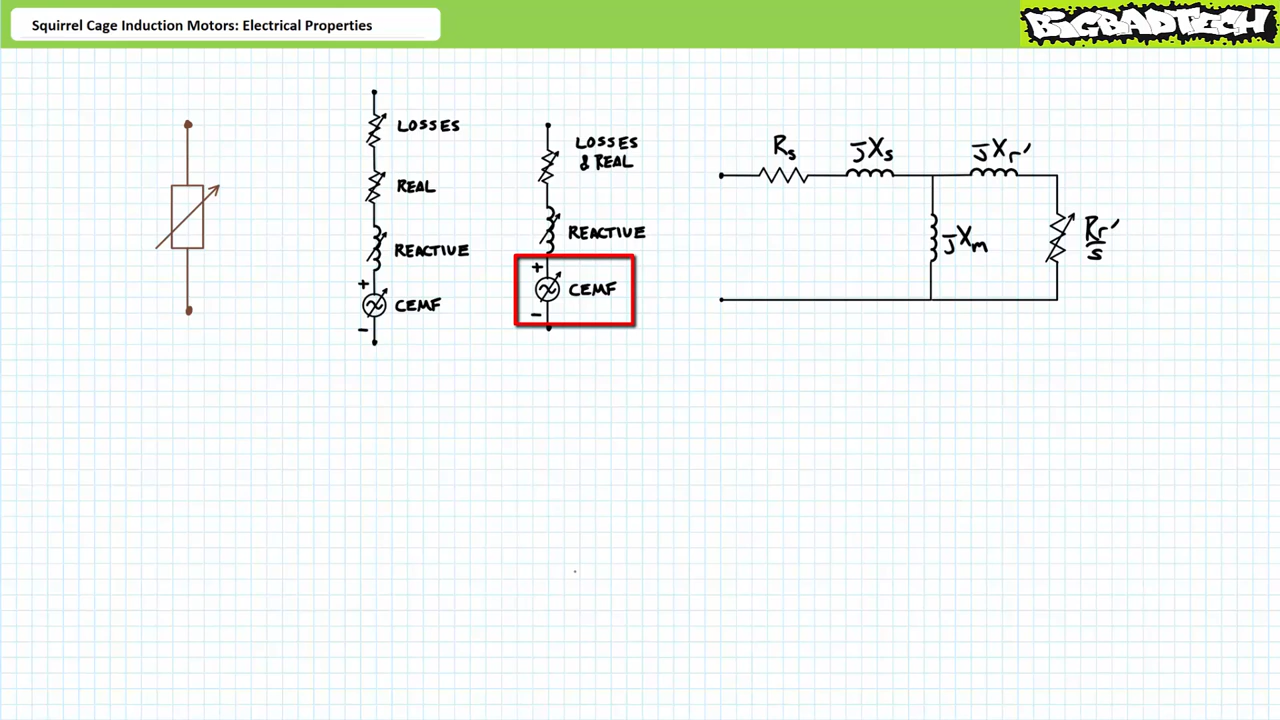 Squirrel Cage Induction Motors: Electrical Properties
BIGBADTECH
LOSSES
REAL
REACTIVE
+
CEMF
-
LOSSES
& REAL
REACTIVE
+
CEMF
-
Rs
jXs
jXr'
jXm
Rr'
s